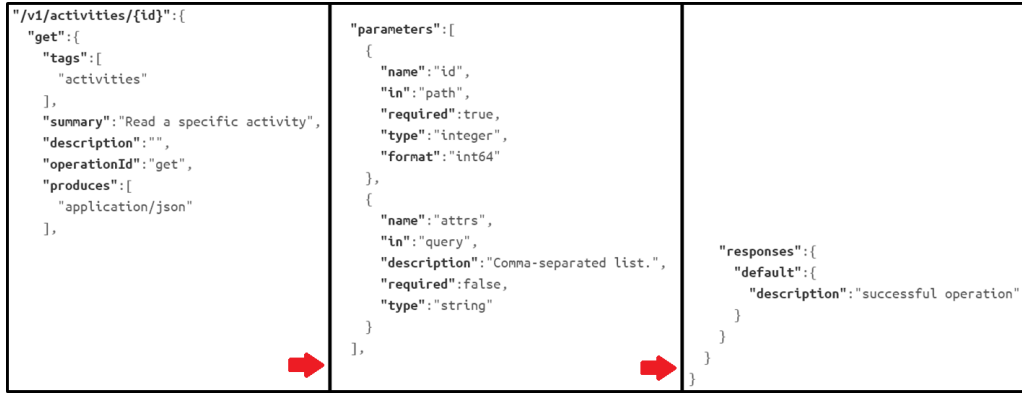 "/v1/activities/{id}":{
"get":{
"tags":[
"activities"
],
"summary":"Read a specific activity",
"description":"",
"operationId":"get",
"produces":[
"application/json"
],
"parameters":[
{
"name":"id",
"in":"path",
"required":true,
"type":"integer",
"format":"int64"
},
{
"name":"attrs",
"in":"query",
"description":"Comma-separated list.",
"required":false,
"type":"string"
}
],
"responses":{
"default":{
"description":"successful operation"
}
}
}
}